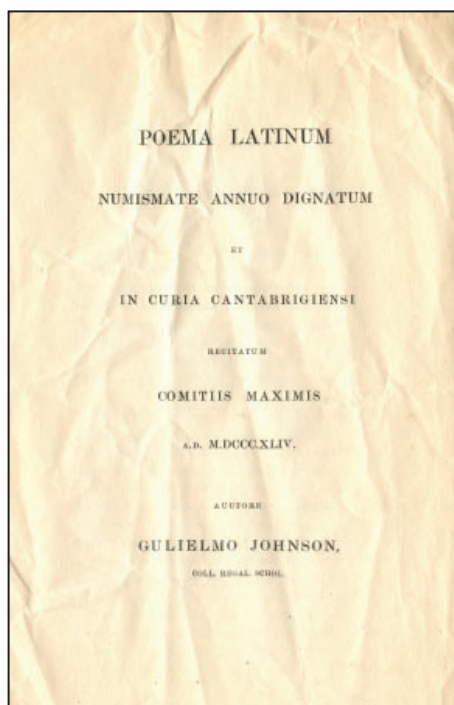 POEMA LATINUM
NUMISMATE ANNUO DIGNATUM
ET
IN CURIA CANTABRIGIENSI
RECITATUM
COMITIIS MAXIMIS
A.D. M.DCCC.XLIV.
AUCTORE
GULIELMO JOHNSON,
COLL. REGAL. SCHOL.